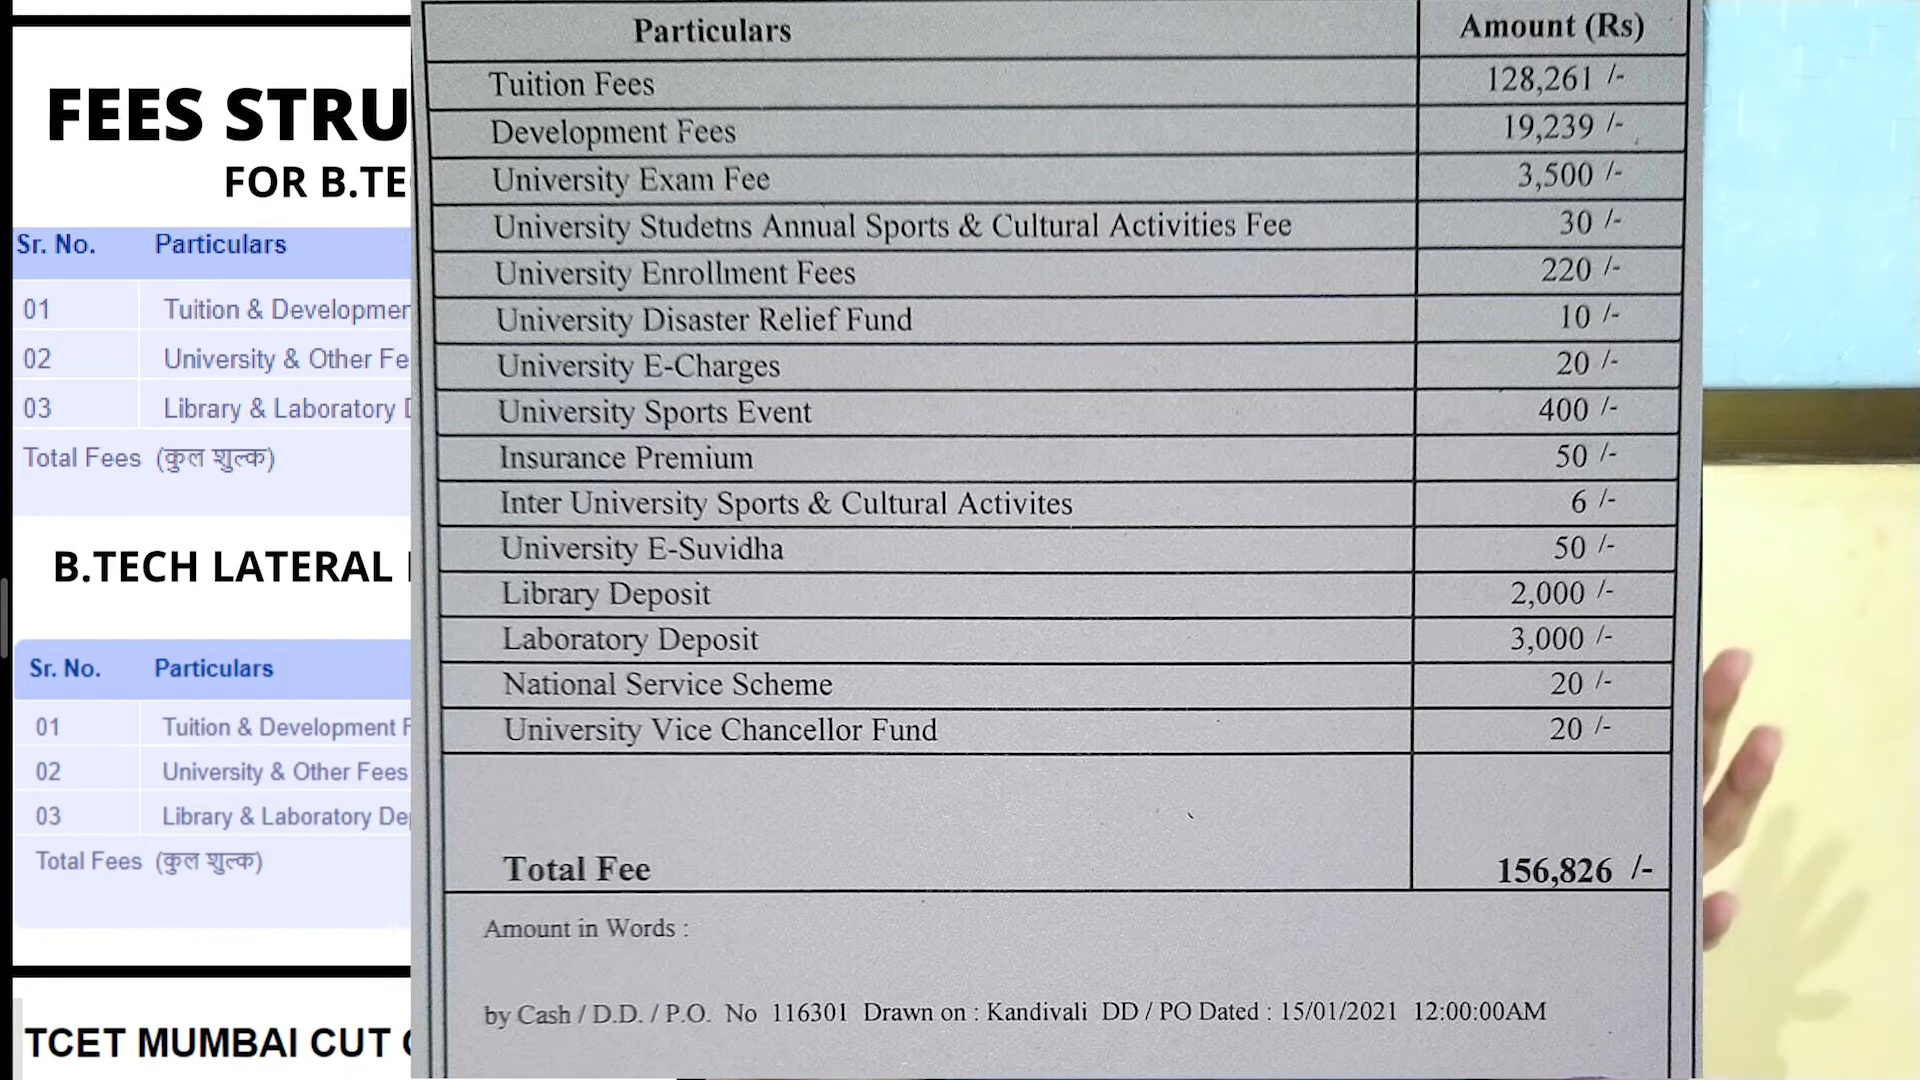 FEES STRU
FOR B.TE
Sr. No. Particulars
01 Tuition & Developmen
02 University & Other Fe
03 Library & Laboratory
Total Fees (कुल शुल्क)
B.TECH LATERAL
Sr. No. Particulars
01 Tuition & Development F
02 University & Other Fees
03 Library & Laboratory De
Total Fees (कुल शुल्क)
TCET MUMBAI CUT
Particulars Amount (Rs)
Tuition Fees 128,261 /-
Development Fees 19,239 /-
University Exam Fee 3,500 /-
University Studetns Annual Sports & Cultural Activities Fee 30 /-
University Enrollment Fees 220 /-
University Disaster Relief Fund 10 /-
University E-Charges 20 /-
University Sports Event 400 /-
Insurance Premium 50 /-
Inter University Sports & Cultural Activites 6 /-
University E-Suvidha 50 /-
Library Deposit 2,000 /-
Laboratory Deposit 3,000 /-
National Service Scheme 20 /-
University Vice Chancellor Fund 20 /-
Total Fee 156,826 /-
Amount in Words :
by Cash / D.D. / P.O. No 116301 Drawn on : Kandivali DD / PO Dated : 15/01/2021 12:00:00AM